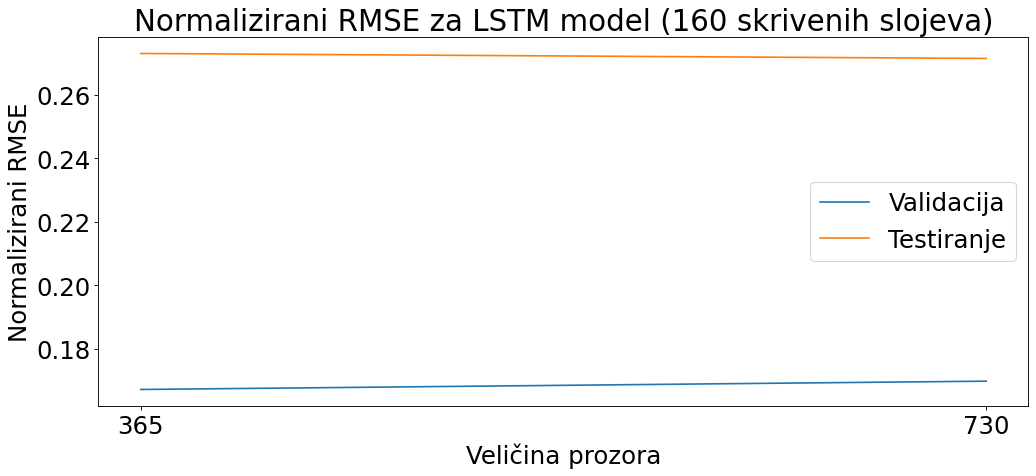 Normalizirani RMSE za LSTM model (160 skrivenih slojeva)
Normalizirani RMSE
0.26
0.24
0.22
0.20
0.18
Validacija
Testiranje
365
730
Veličina prozora